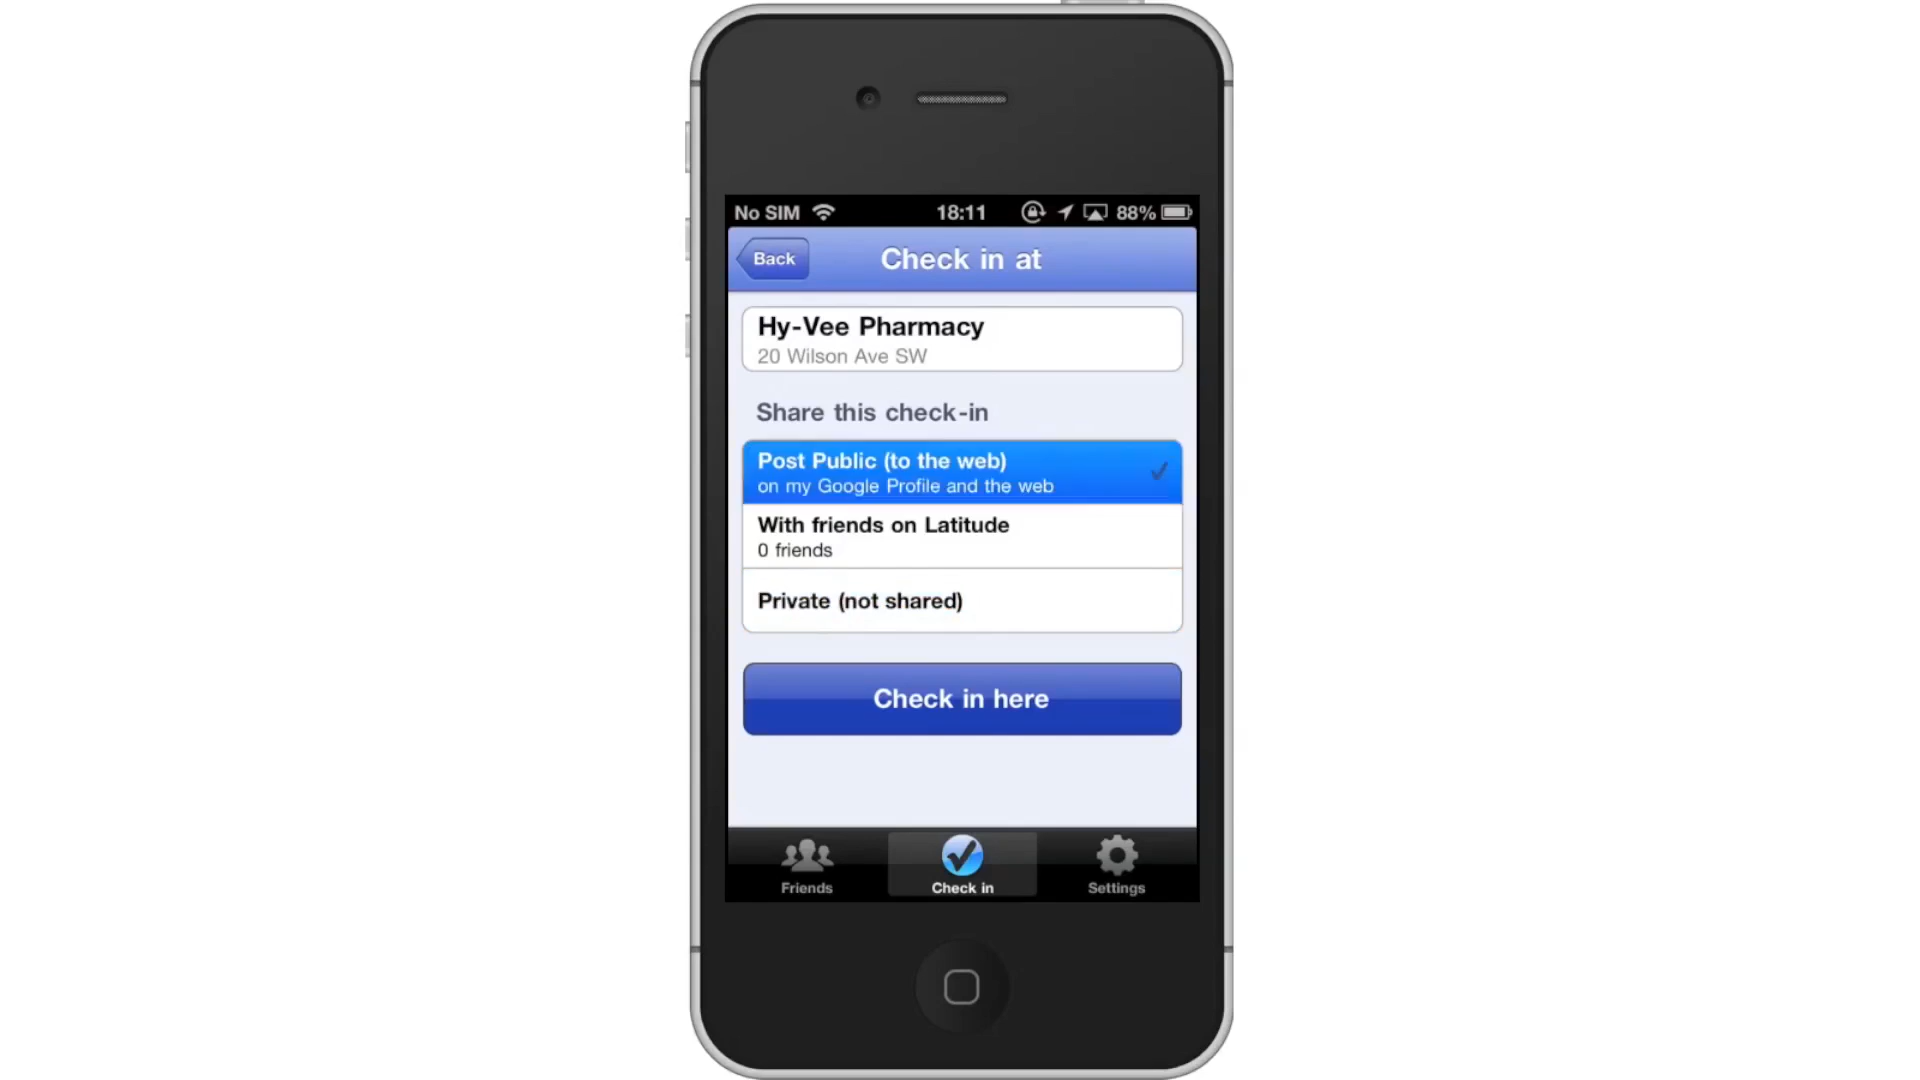 No SIM 18:11 88%
Back Check in at
Hy-Vee Pharmacy
20 Wilson Ave SW
Share this check-in
Post Public (to the web)
on my Google Profile and the web
With friends on Latitude
0 friends
Private (not shared)
Check in here
Friends Check in Settings